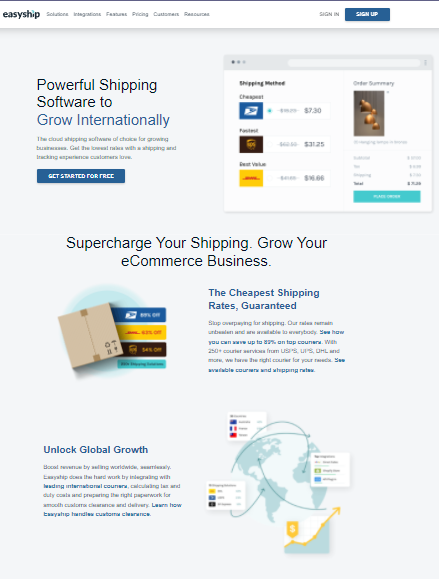 easyship Solutions Integrations Features Pricing Customers Resources SIGN IN SIGN UP
Powerful Shipping
Software to
Grow Internationally
The cloud shipping software of choice for growing
businesses. Get the lowest rates with a shipping and
tracking experience customers love.
GET STARTED FOR FREE
Shipping Method
Cheapest
$7.30
Fastest
$31.25
Best Value
$16.66
Order Summary
Subtotal
Tax
Shipping
Total
Supercharge Your Shipping. Grow Your
eCommerce Business.
89% Off
The Cheapest Shipping
Rates, Guaranteed
Stop overpaying for shipping. Our rates remain
unbeaten and are available to everybody. See how
you can save up to 89% on top couriers. With
250+ courier services from USPS, UPS, DHL and
more, we have the right courier for your needs. See
available couriers and shipping rates.
Unlock Global Growth
Boost revenue by selling worldwide, seamlessly.
Easyship does the hard work by integrating with
leading international couriers, calculating tax and
duty costs and preparing the right paperwork for
smooth customs clearance and delivery. Learn how
Easyship handles customs clearance.